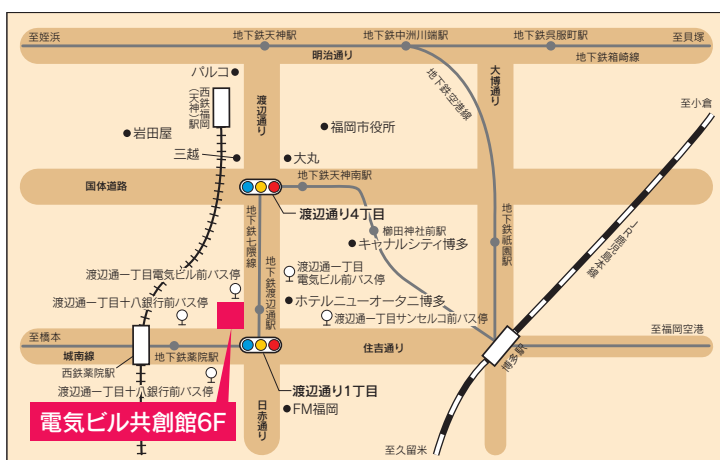 至姪浜
地下鉄天神駅
地下鉄中洲川端駅
地下鉄呉服町駅
至貝塚
明治通り
地下鉄箱崎線
パルコ
西鉄福岡
(天神)駅
渡辺通り
地下鉄空港線
大博通り
至小倉
岩田屋
福岡市役所
三越
大丸
国体道路
地下鉄天神南駅
渡辺通り4丁目
地下鉄七隈線
櫛田神社前駅
キャナルシティ博多
地下鉄祇園駅
JR鹿児島本線
渡辺通一丁目電気ビル前バス停
渡辺通一丁目
電気ビル前バス停
地下鉄渡辺通駅
渡辺通一丁目十八銀行前バス停
ホテルニューオータニ博多
渡辺通一丁目サンセルコ前バス停
至橋本
至福岡空港
城南線
地下鉄薬院駅
住吉通り
博多駅
西鉄薬院駅
渡辺通一丁目十八銀行前バス停
渡辺通り1丁目
日赤通り
FM福岡
電気ビル共創館6F
至久留米